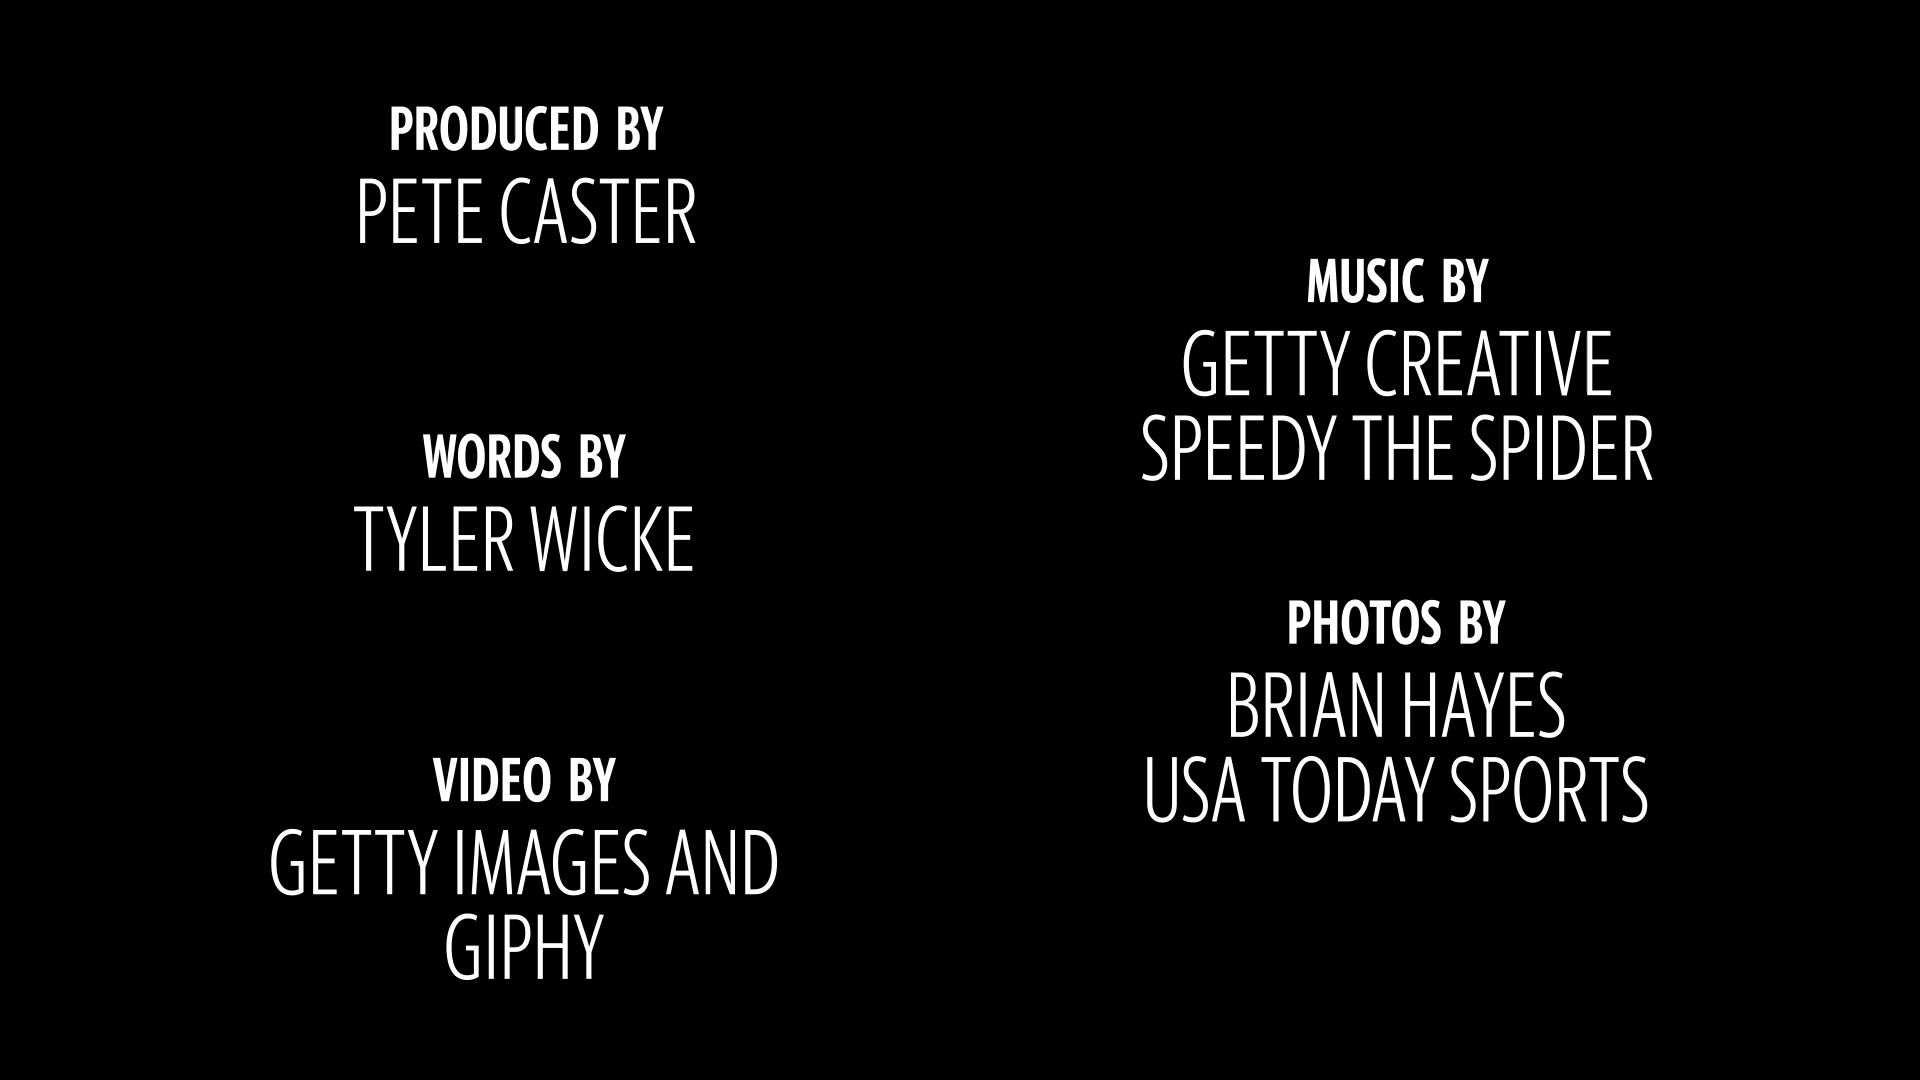 PRODUCED BY
PETE CASTER
WORDS BY
TYLER WICKE
VIDEO BY
GETTY IMAGES AND
GIPHY
MUSIC BY
GETTY CREATIVE
SPEEDY THE SPIDER
PHOTOS BY
BRIAN HAYES
USA TODAY SPORTS